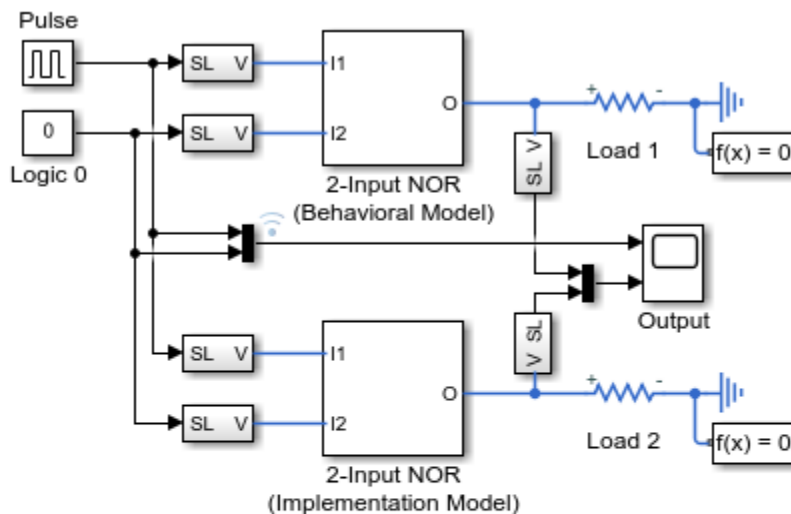 Pulse
SL V
I1
0
SL V
I2
O
Logic 0
2-Input NOR
(Behavioral Model)
Load 1
+ -
f(x) = 0
SL V
Output
V SL
SL V
I1
SL V
I2
O
+ -
Load 2
f(x) = 0
2-Input NOR
(Implementation Model)